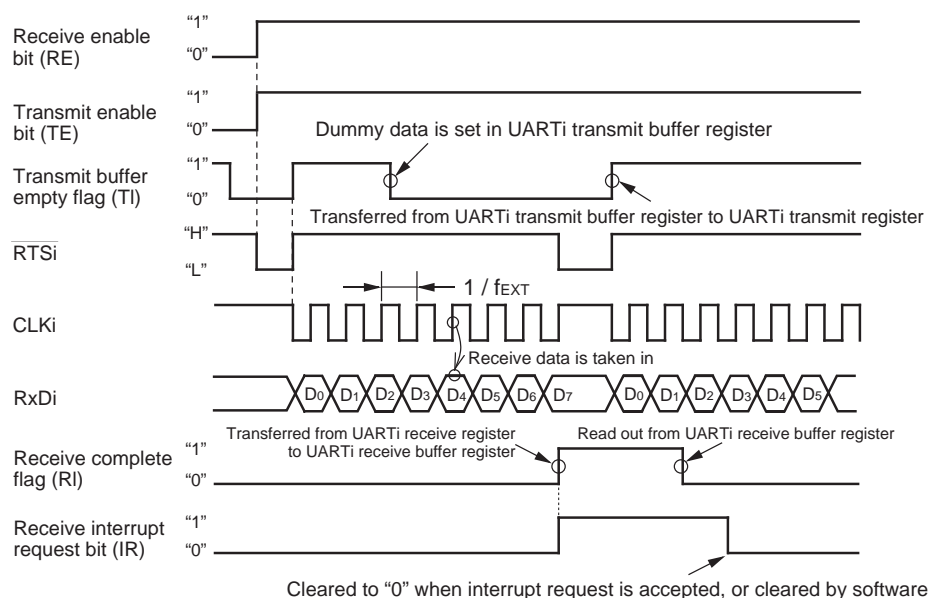 Receive enable
bit (RE)
“1”
“0”
Transmit enable
bit (TE)
“1”
“0”
Dummy data is set in UARTi transmit buffer register
Transmit buffer
empty flag (Tl)
“1”
“0”
Transferred from UARTi transmit buffer register to UARTi transmit register
RTSi
“H”
“L”
1 / fEXT
CLKi
Receive data is taken in
RxDi
D0 D1 D2 D3 D4 D5 D6 D7 D0 D1 D2 D3 D4 D5
Transferred from UARTi receive register
to UARTi receive buffer register
Read out from UARTi receive buffer register
Receive complete
flag (Rl)
“1”
“0”
Receive interrupt
request bit (IR)
“1”
“0”
Cleared to “0” when interrupt request is accepted, or cleared by software